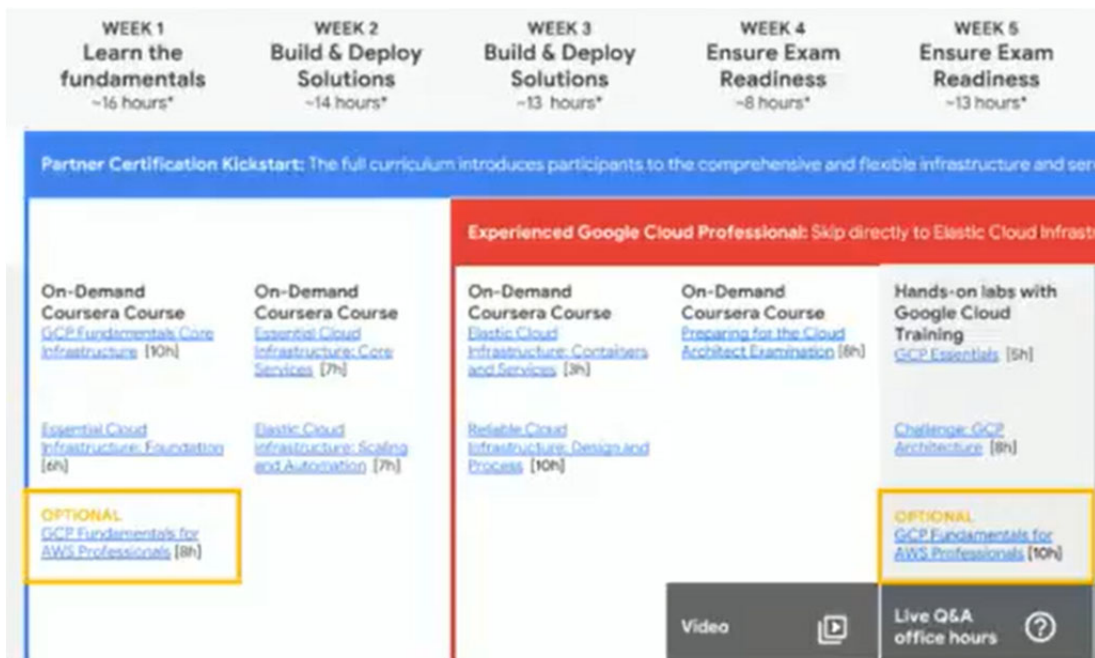 WEEK 1
Learn the
fundamentals
~16 hours*
WEEK 2
Build & Deploy
Solutions
~14 hours*
WEEK 3
Build & Deploy
Solutions
~13 hours*
WEEK 4
Ensure Exam
Readiness
~8 hours*
WEEK 5
Ensure Exam
Readiness
~13 hours*
Partner Certification Kickstart: The full curriculum introduces participants to the comprehensive and flexible infrastructure and ser
Experienced Google Cloud Professional: Skip directly to Elastic Cloud Infrast
On-Demand
Coursera Course
GCP Fundamentals Core
Infrastructure [10h]
Essential Cloud
Infrastructure: Foundation
[6h]
OPTIONAL
GCP Fundamentals for
AWS Professionals [8h]
On-Demand
Coursera Course
Essential Cloud
Infrastructure: Core
Services [7h]
Elastic Cloud
Infrastructure: Scaling
and Automation [7h]
On-Demand
Coursera Course
Elastic Cloud
Infrastructure: Containers
and Services [3h]
Reliable Cloud
Infrastructure: Design and
Process [10h]
On-Demand
Coursera Course
Preparing for the Cloud
Architect Examination [8h]
Video
Hands-on labs with
Google Cloud
Training
GCP Essentials [5h]
Challenge: GCP
Architecture [8h]
OPTIONAL
GCP Fundamentals for
AWS Professionals [10h]
Live Q&A
office hours